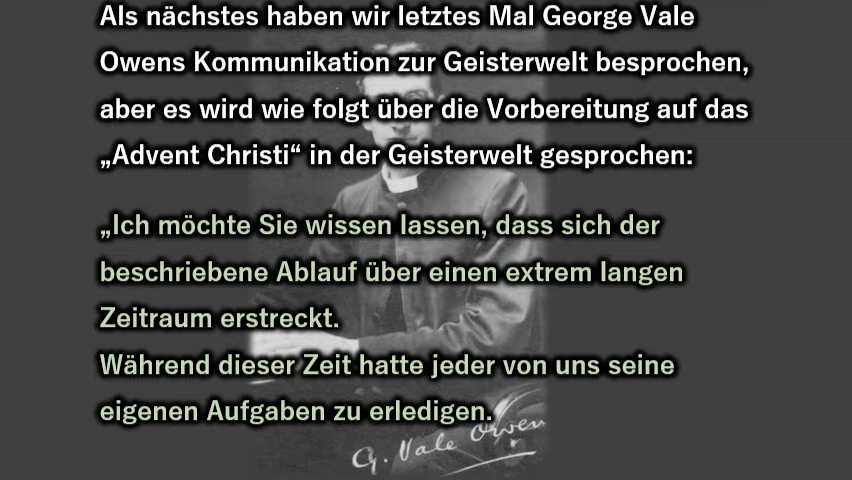 Als nächstes haben wir letztes Mal George Vale
Owens Kommunikation zur Geisterwelt besprochen,
aber es wird wie folgt über die Vorbereitung auf das
„Advent Christi“ in der Geisterwelt gesprochen:
„Ich möchte Sie wissen lassen, dass sich der
beschriebene Ablauf über einen extrem langen
Zeitraum erstreckt.
Während dieser Zeit hatte jeder von uns seine
eigenen Aufgaben zu erledigen.
G. Vale Owen